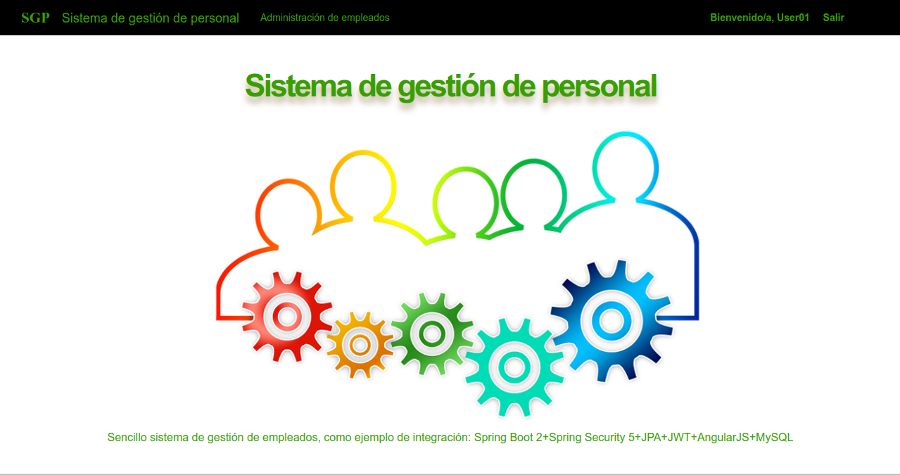 SGP Sistema de gestión de personal Administración de empleados Bienvenido/a, User01 Salir
Sistema de gestión de personal
Sencillo sistema de gestión de empleados, como ejemplo de integración: Spring Boot 2+Spring Security 5+JPA+JWT+AngularJS+MySQL